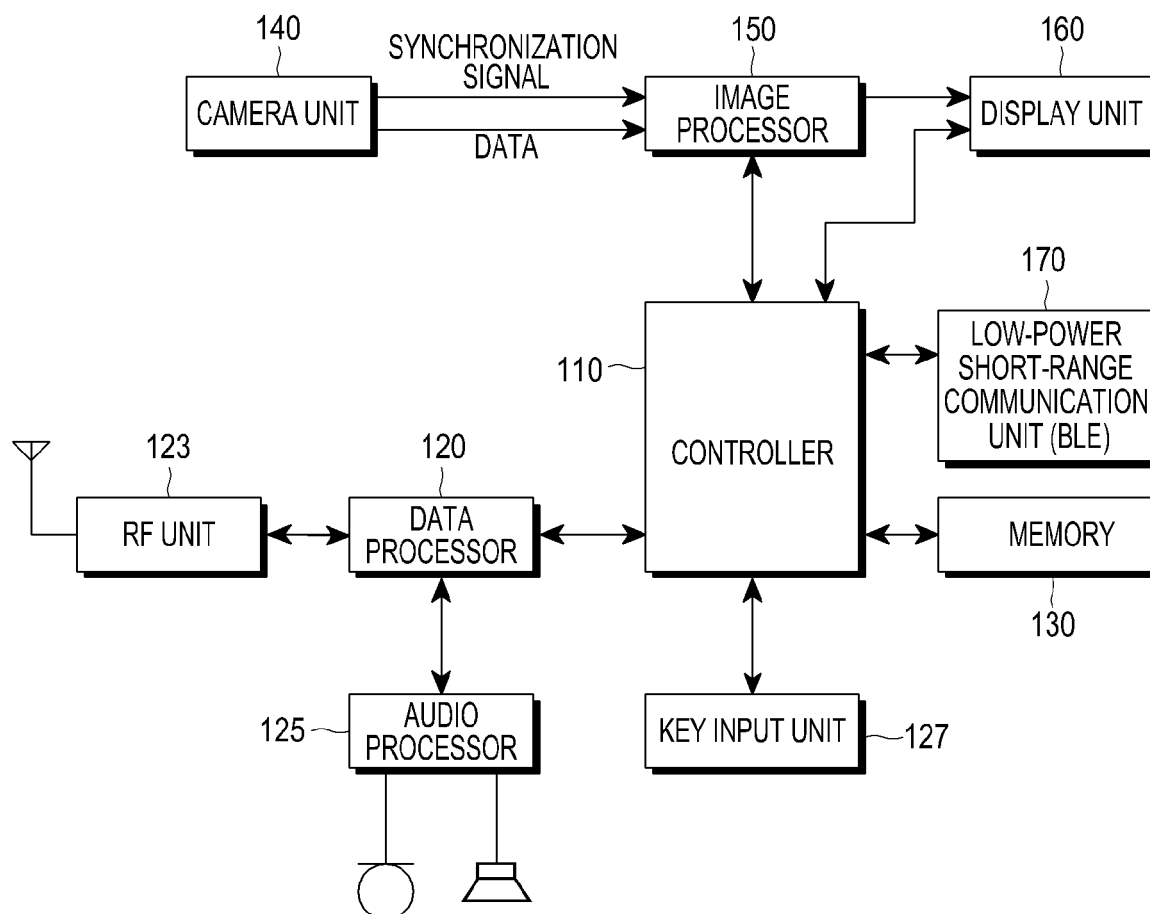 140
150
160
SYNCHRONIZATION
SIGNAL
CAMERA UNIT
DATA
IMAGE
PROCESSOR
DISPLAY UNIT
170
110
CONTROLLER
LOW-POWER
SHORT-RANGE
COMMUNICATION
UNIT (BLE)
123
120
RF UNIT
DATA
PROCESSOR
MEMORY
130
125
AUDIO
PROCESSOR
KEY INPUT UNIT
127